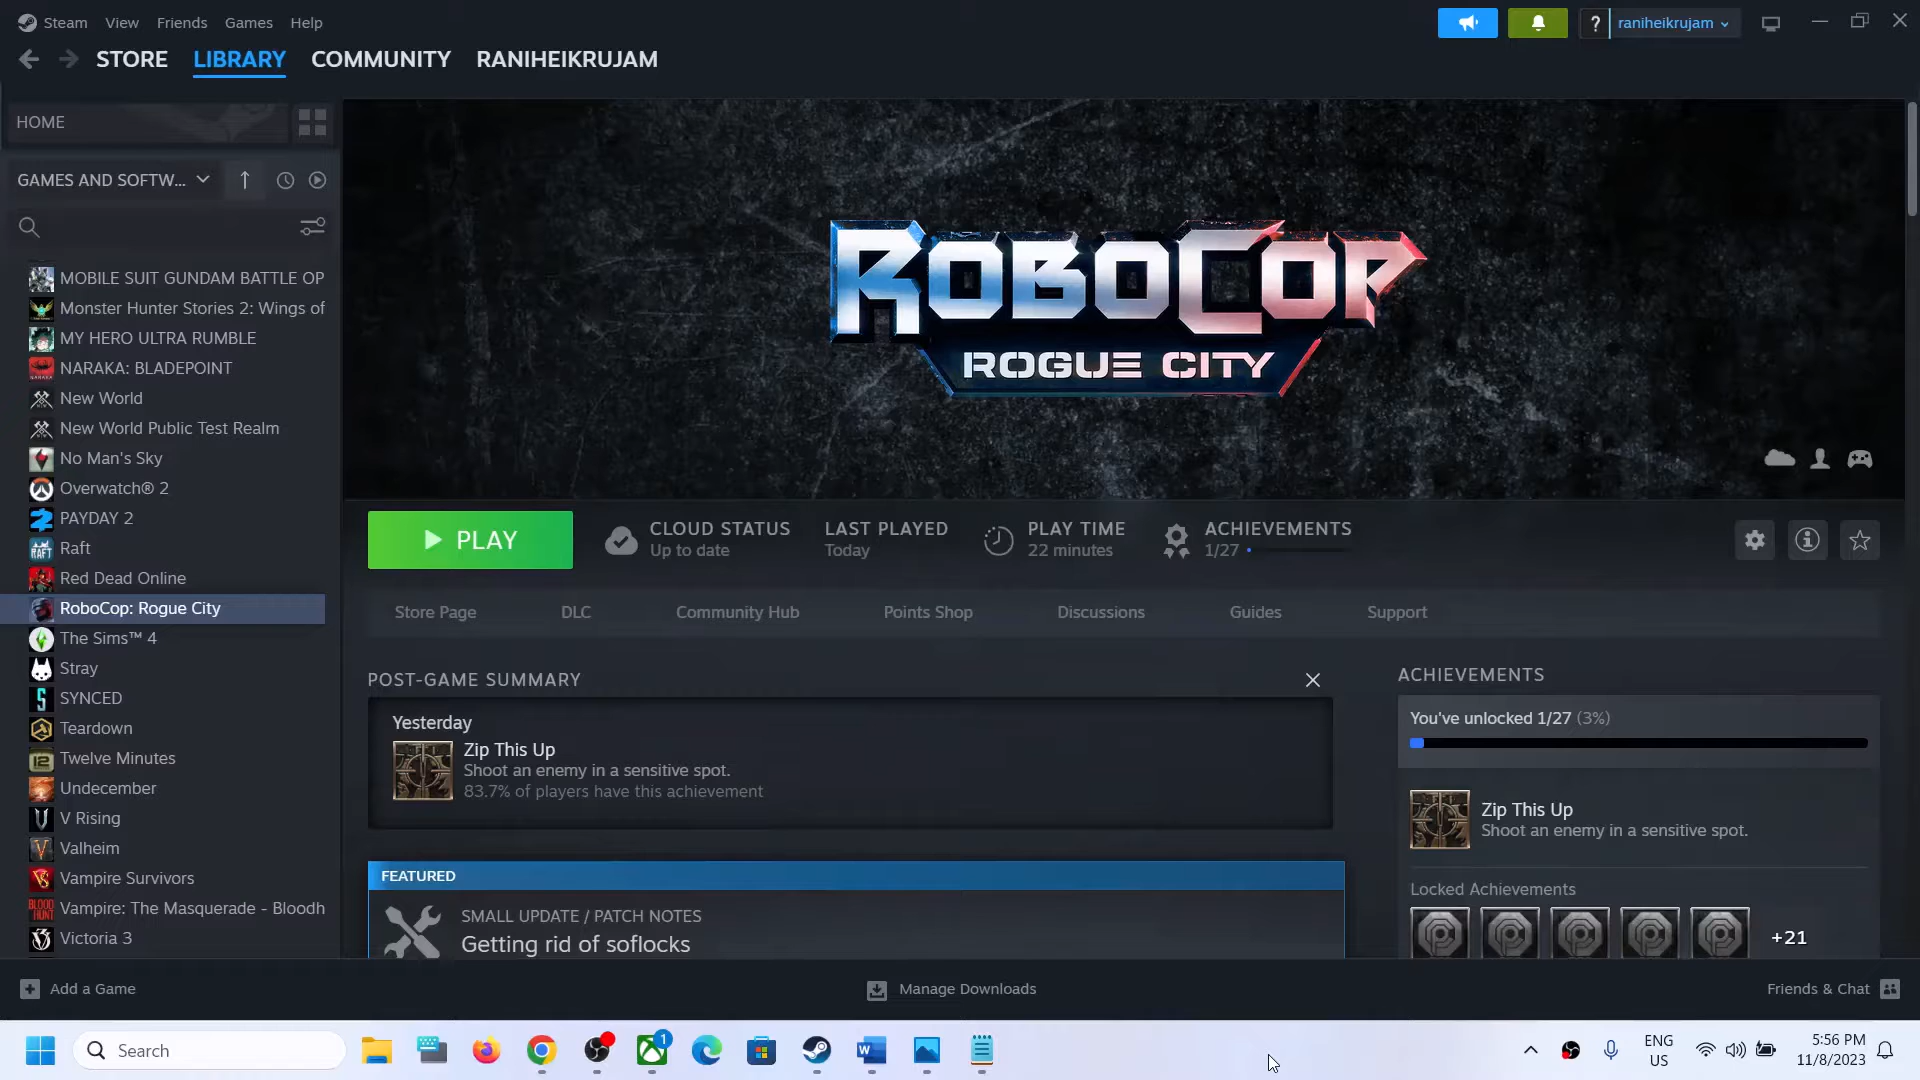 Steam View Friends Games Help
? raniheikrujam
STORE LIBRARY COMMUNITY RANIHEIKRUJAM
HOME
GAMES AND SOFTW...
MOBILE SUIT GUNDAM BATTLE OP
Monster Hunter Stories 2: Wings of
MY HERO ULTRA RUMBLE
NARAKA: BLADEPOINT
New World
New World Public Test Realm
No Man's Sky
Overwatch® 2
PAYDAY 2
Raft
Red Dead Online
RoboCop: Rogue City
The Sims™ 4
Stray
SYNCED
Teardown
Twelve Minutes
Undecember
V Rising
Valheim
Vampire Survivors
Vampire: The Masquerade - Bloodh
Victoria 3
ROBOCOP
ROGUE CITY
PLAY
CLOUD STATUS
Up to date
LAST PLAYED
Today
PLAY TIME
22 minutes
ACHIEVEMENTS
1/27
Store Page DLC Community Hub Points Shop Discussions Guides Support
POST-GAME SUMMARY
Yesterday
Zip This Up
Shoot an enemy in a sensitive spot.
83.7% of players have this achievement
FEATURED
SMALL UPDATE / PATCH NOTES
Getting rid of soflocks
ACHIEVEMENTS
You've unlocked 1/27 (3%)
Zip This Up
Shoot an enemy in a sensitive spot.
Locked Achievements
+21
Add a Game
Manage Downloads
Friends & Chat
Search
1
ENG
US
5:56 PM
11/8/2023